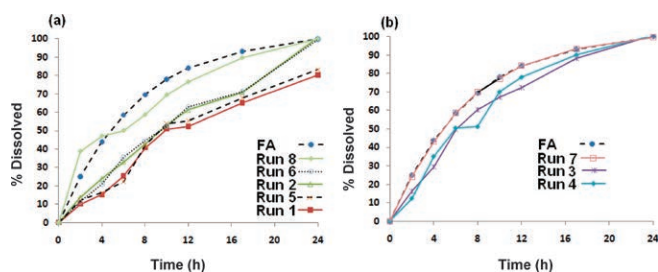 (a)
% Dissolved
100
90
80
70
60
50
40
30
20
10
0
FA
Run 8
Run 6
Run 2
Run 5
Run 1
0 4 8 12 16 20 24
Time (h)
(b)
% Dissolved
100
90
80
70
60
50
40
30
20
10
0
FA
Run 7
Run 3
Run 4
0 4 8 12 16 20 24
Time (h)